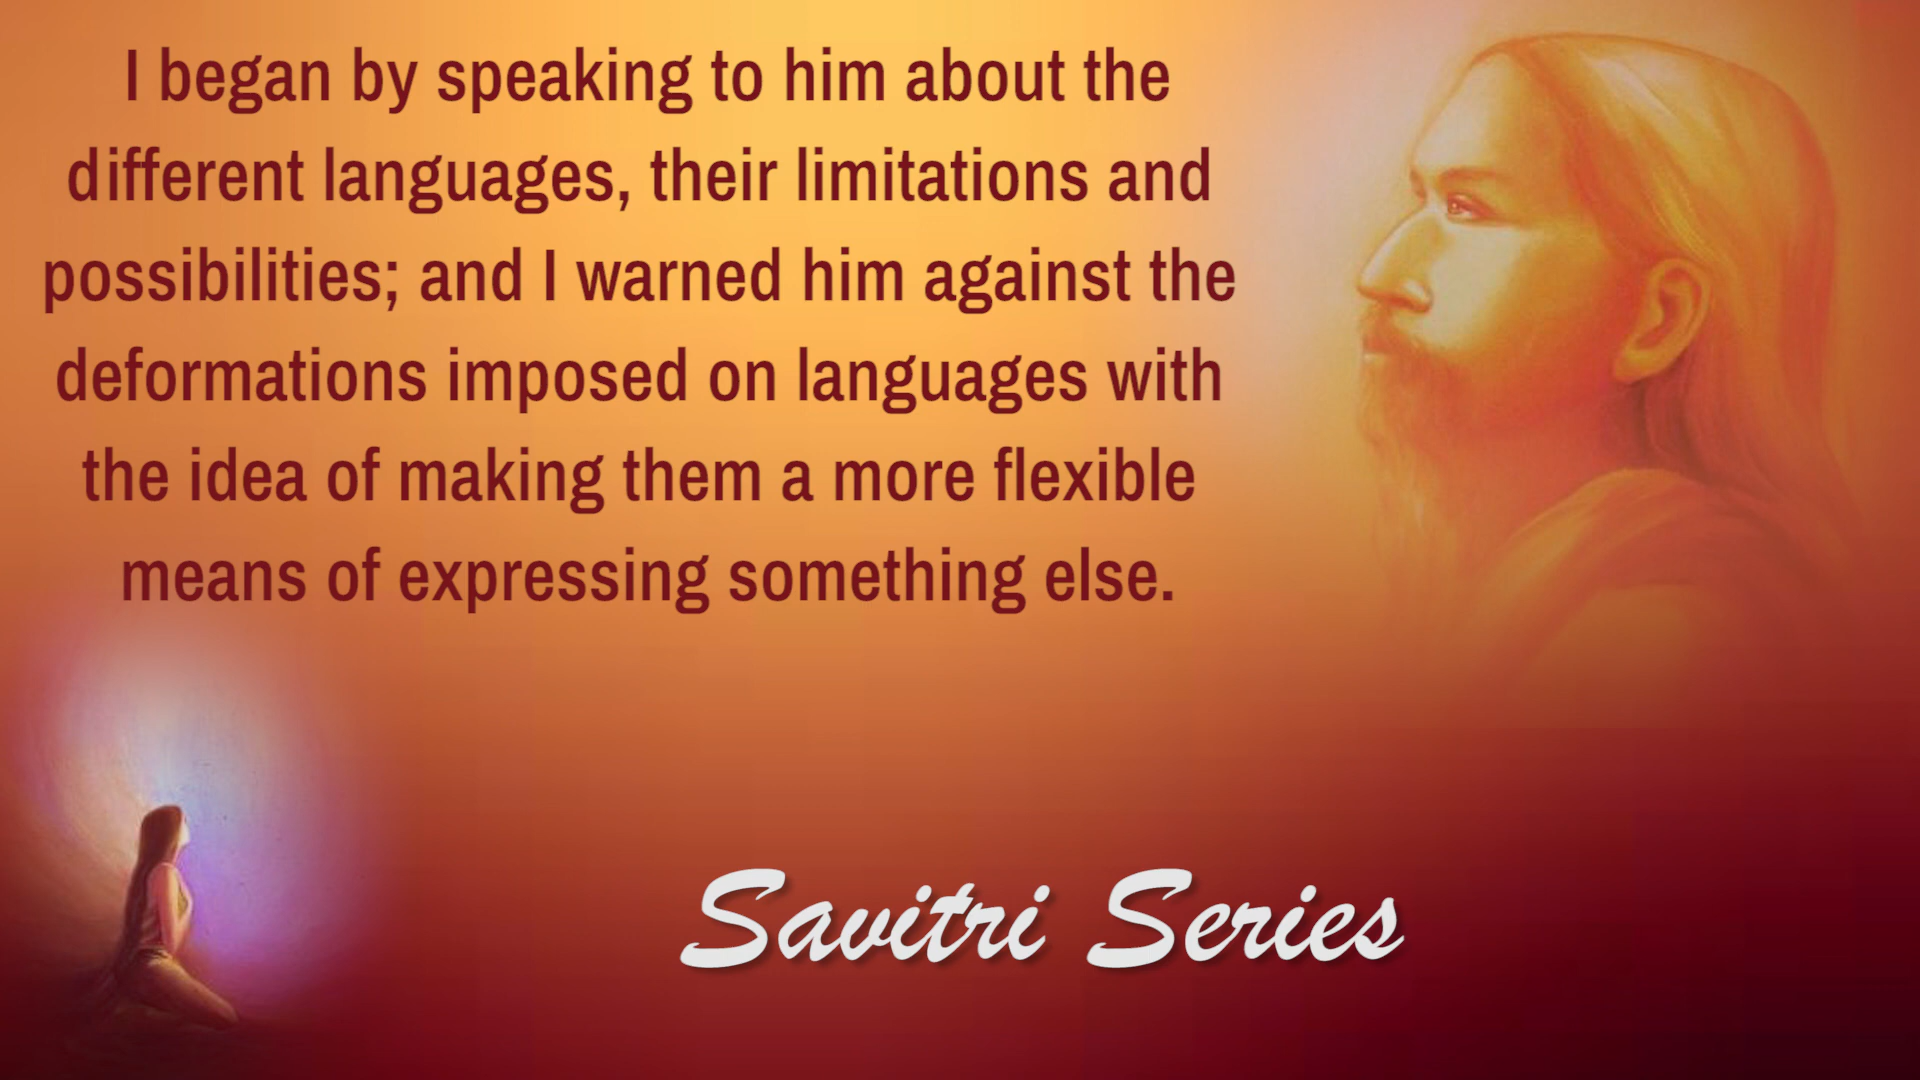 I began by speaking to him about the
different languages, their limitations and
possibilities; and I warned him against the
deformations imposed on languages with
the idea of making them a more flexible
means of expressing something else.
Savitri Series